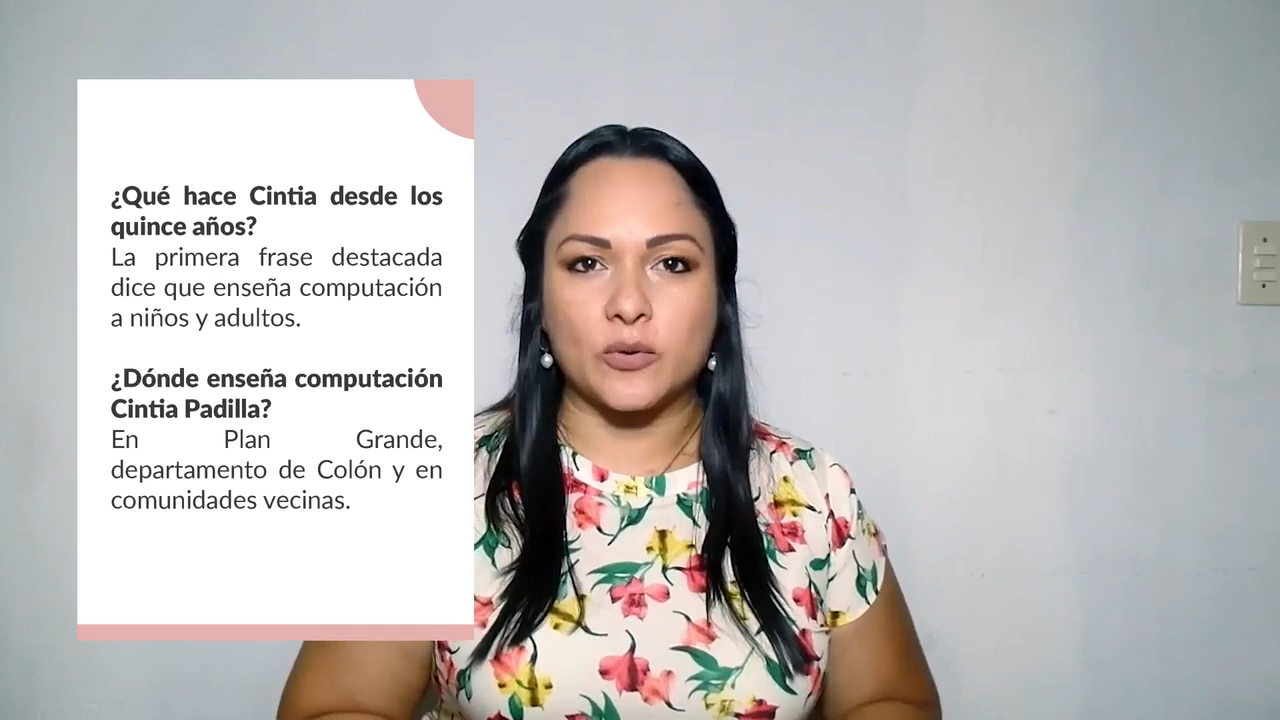 ¿Qué hace Cintia desde los
quince años?
La primera frase destacada
dice que enseña computación
a niños y adultos.
¿Dónde enseña computación
Cintia Padilla?
En Plan Grande,
departamento de Colón y en
comunidades vecinas.